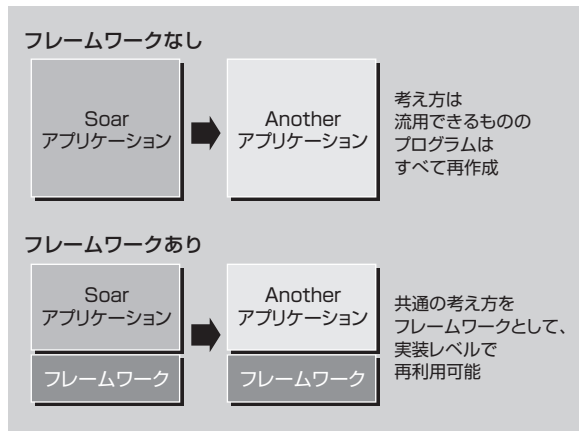 フレームワークなし
Soar
アプリケーション
Another
アプリケーション
考え方は
流用できるものの
プログラムは
すべて再作成
フレームワークあり
Soar
アプリケーション
フレームワーク
Another
アプリケーション
フレームワーク
共通の考え方を
フレームワークとして、
実装レベルで
再利用可能